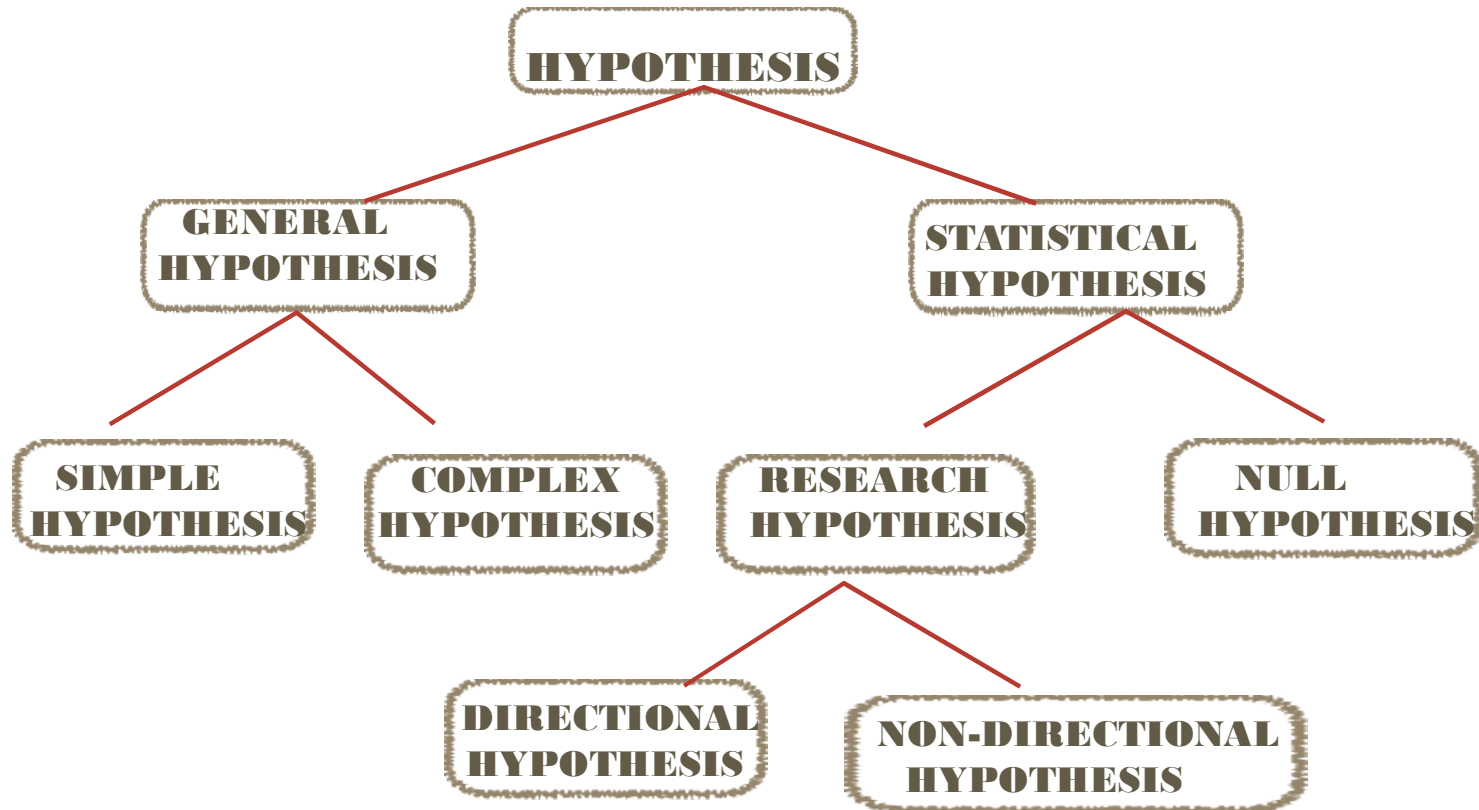 HYPOTHESIS
GENERAL
HYPOTHESIS
STATISTICAL
HYPOTHESIS
SIMPLE
HYPOTHESIS
COMPLEX
HYPOTHESIS
RESEARCH
HYPOTHESIS
NULL
HYPOTHESIS
DIRECTIONAL
HYPOTHESIS
NON-DIRECTIONAL
HYPOTHESIS